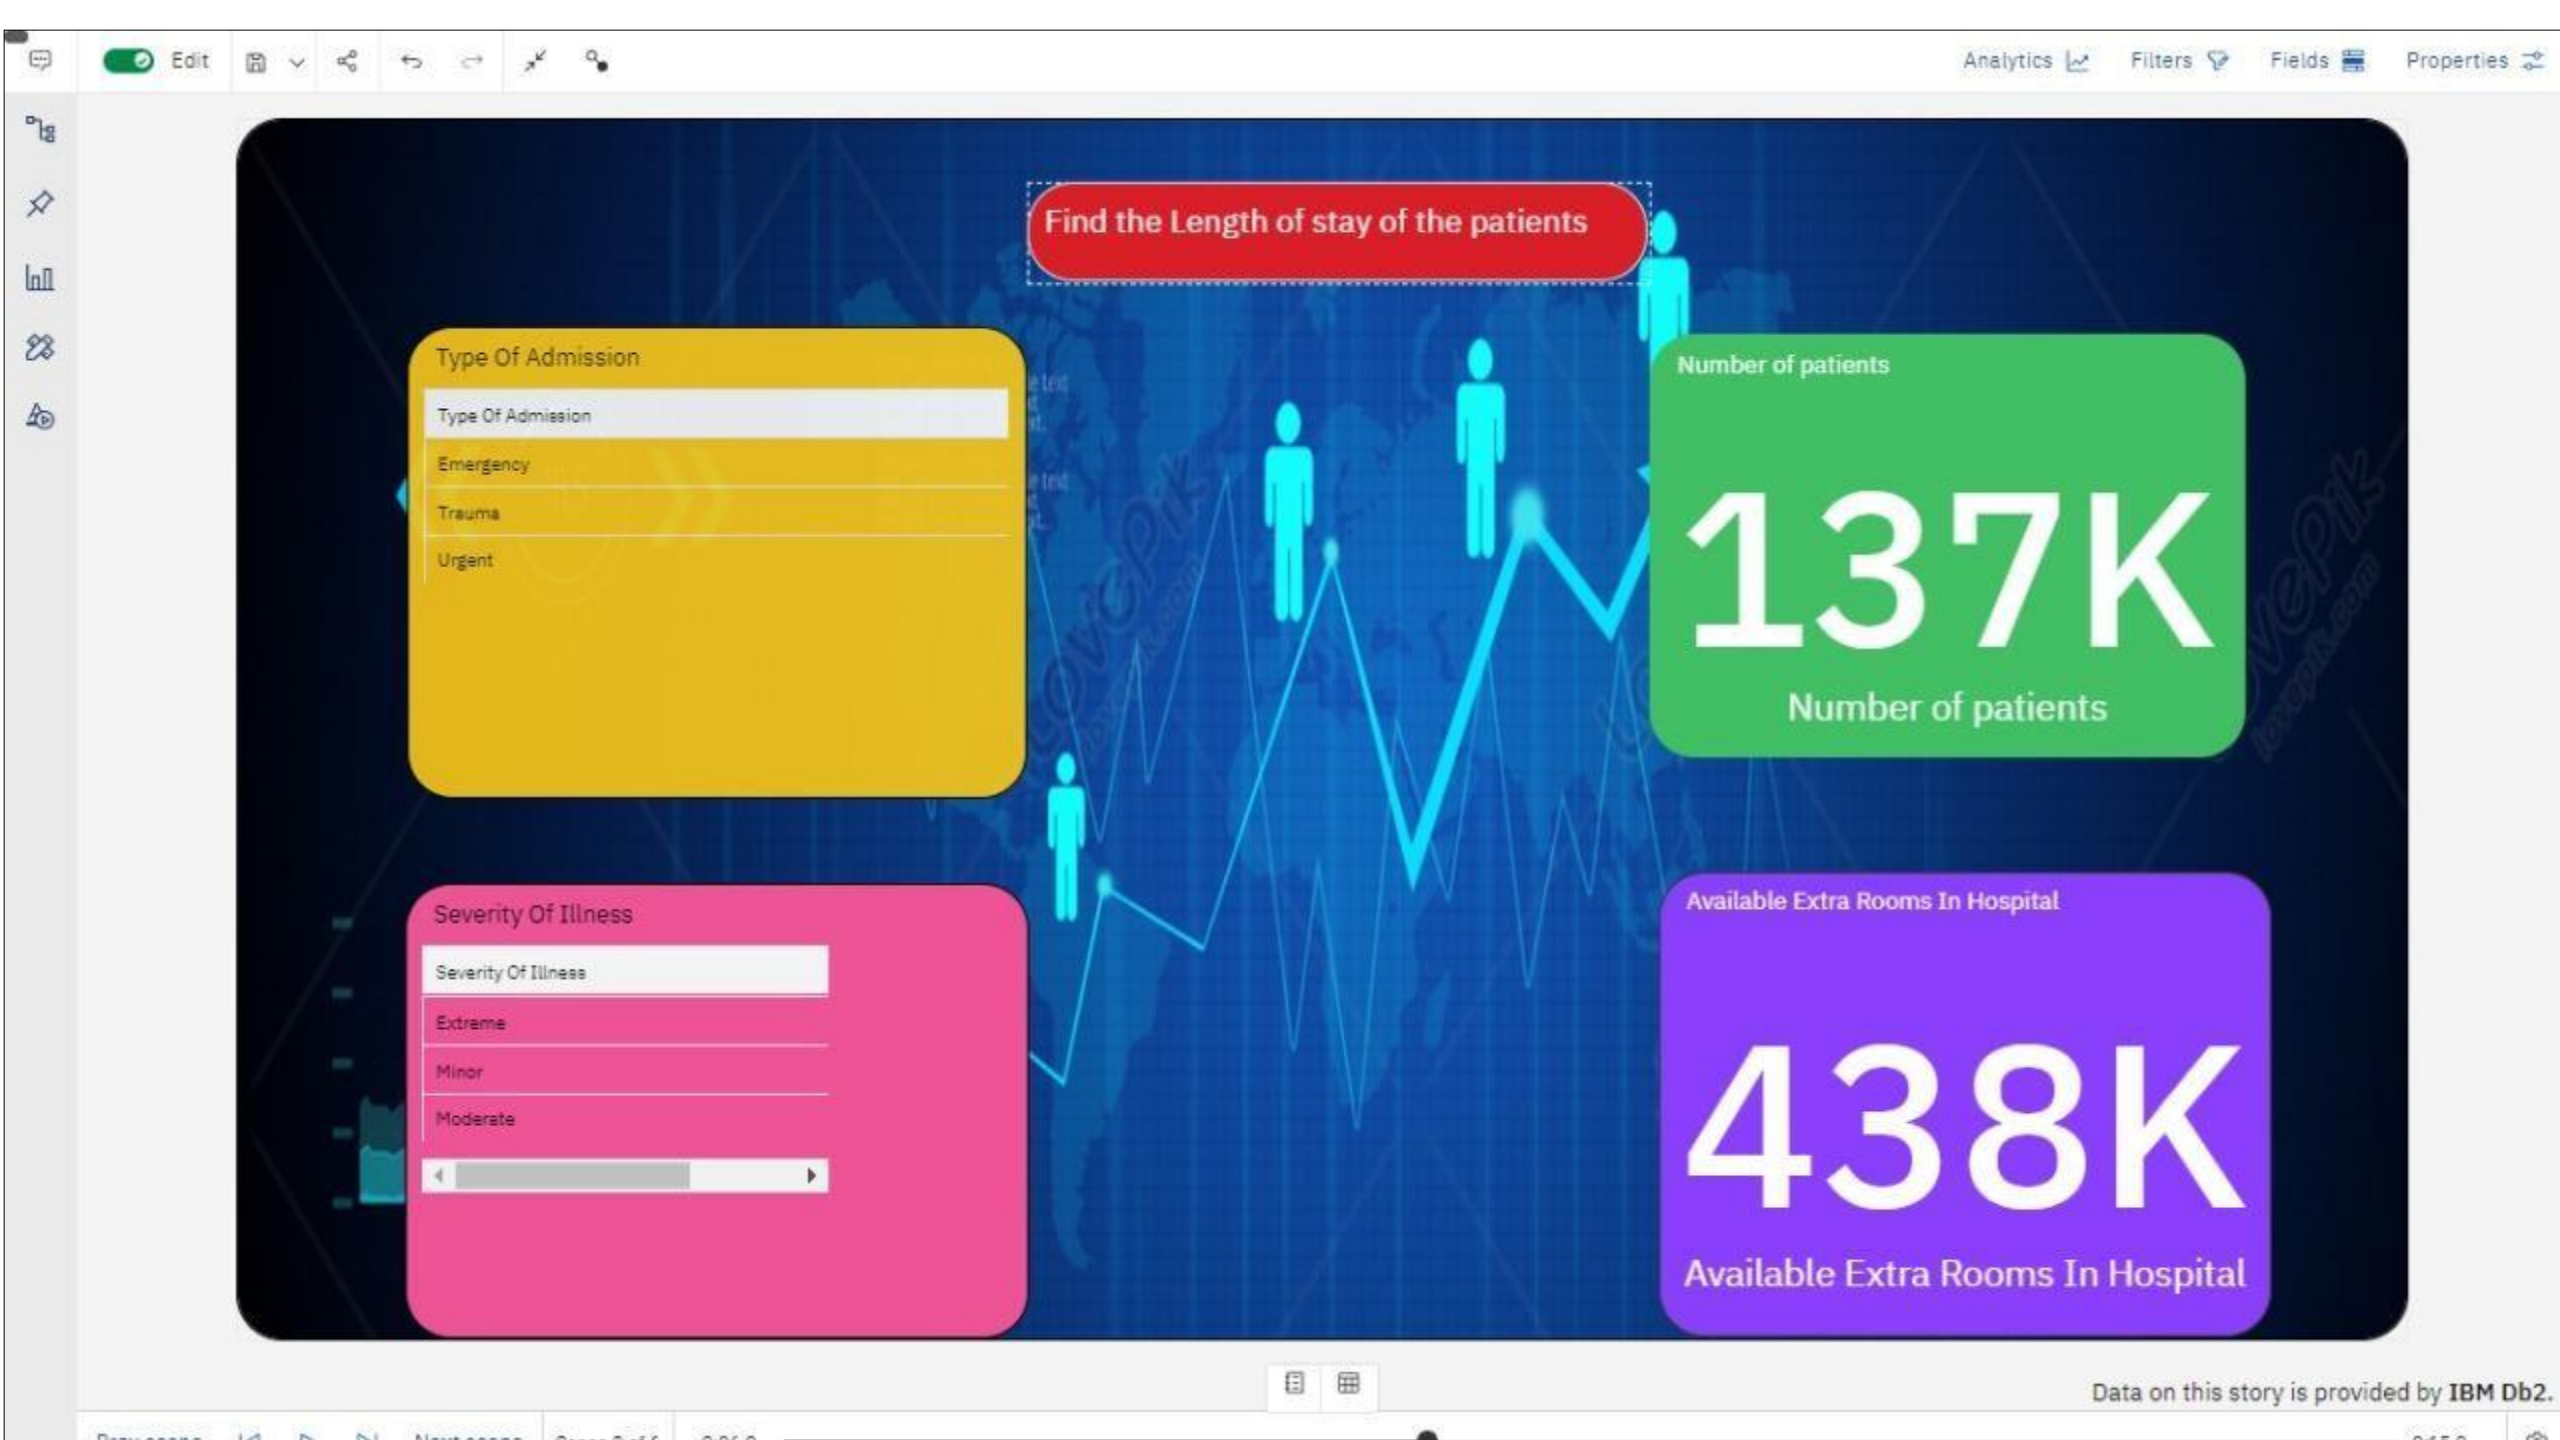 Edit
Analytics
Filters
Fields
Properties
Find the Length of stay of the patients
Type Of Admission
Type Of Admission
Emergency
Trauma
Urgent
Number of patients
137K
Number of patients
Severity Of Illness
Severity Of Illness
Extreme
Minor
Moderate
Available Extra Rooms In Hospital
438K
Available Extra Rooms In Hospital
LovePik
lovepik.com
Data on this story is provided by IBM Db2.